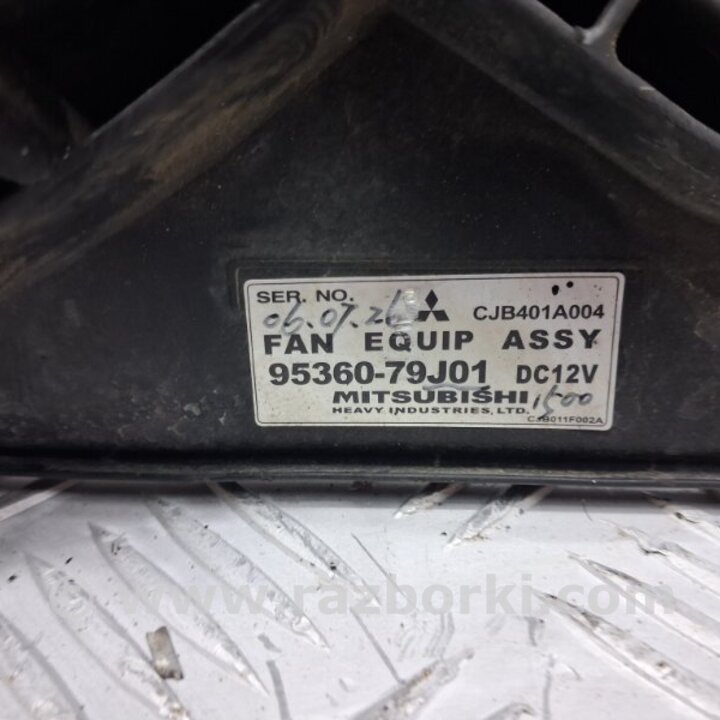 SER. NO. CJB401A004
06.07.26
FAN EQUIP ASSY
95360-79J01 DC12V
MITSUBISHI 1500
HEAVY INDUSTRIES, LTD. CJB011F002A
www.razborki.com